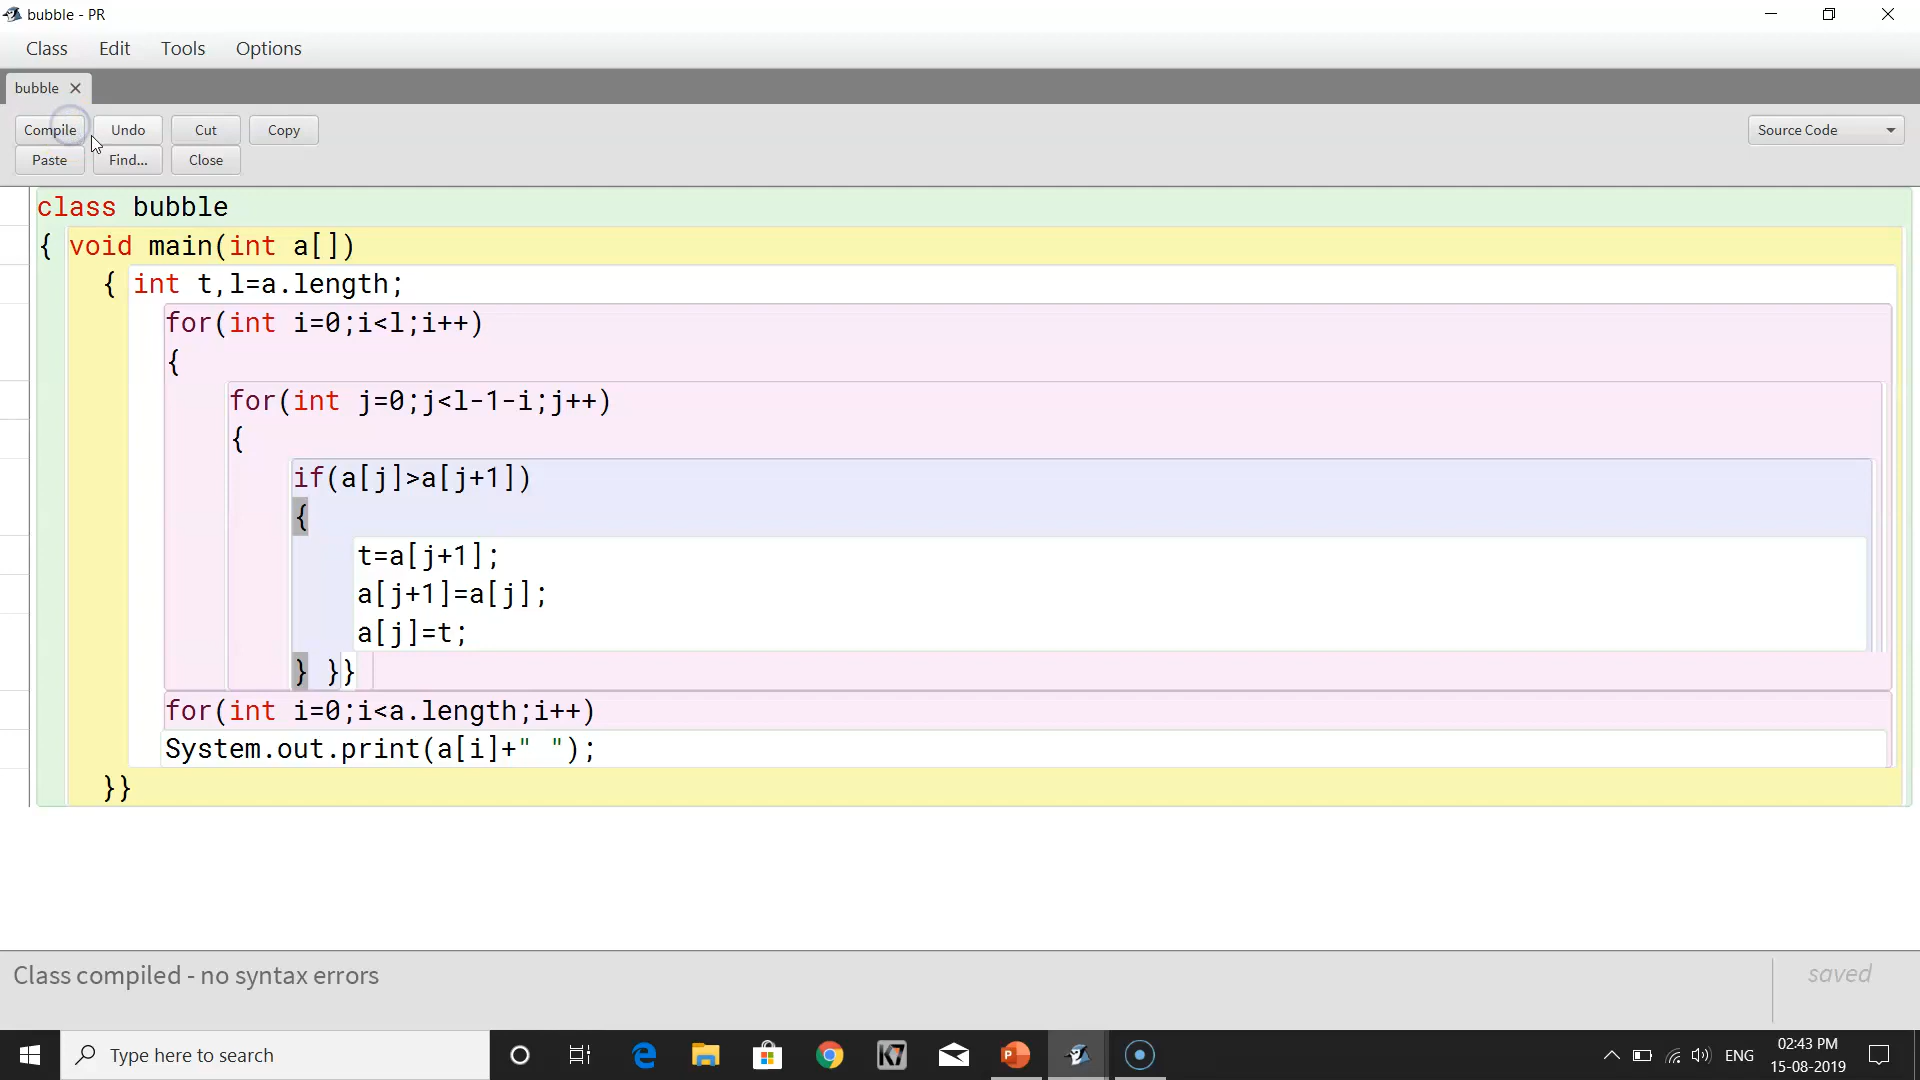 bubble - PR
Class Edit Tools Options
bubble
Compile Undo Cut Copy Source Code
Paste Find... Close
class bubble
{ void main(int a[])
{ int t,l=a.length;
for(int i=0;i<l;i++)
{
for(int j=0;j<l-1-i;j++)
{
if(a[j]>a[j+1])
{
t=a[j+1];
a[j+1]=a[j];
a[j]=t;
} }}
for(int i=0;i<a.length;i++)
System.out.print(a[i]+" ");
}}
Class compiled - no syntax errors saved
Type here to search
K7
P
ENG
02:43 PM
15-08-2019